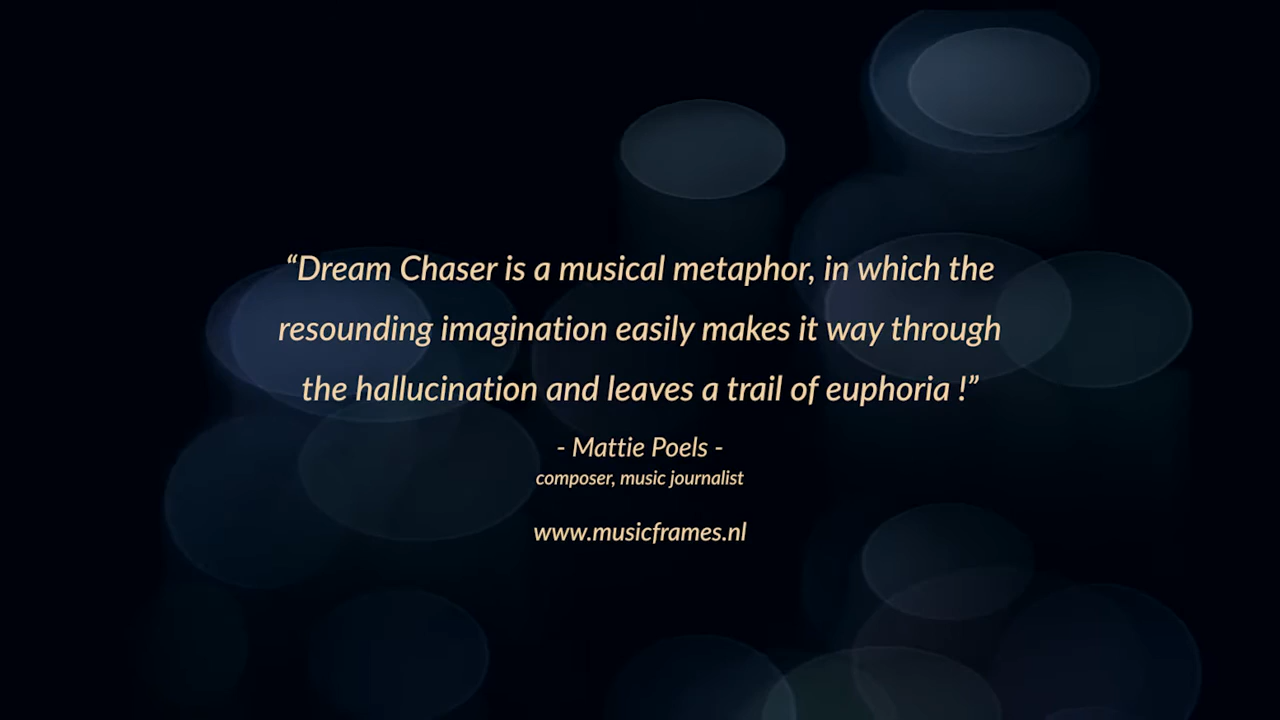 “Dream Chaser is a musical metaphor, in which the
resounding imagination easily makes it way through
the hallucination and leaves a trail of euphoria !”
- Mattie Poels -
composer, music journalist
www.musicframes.nl